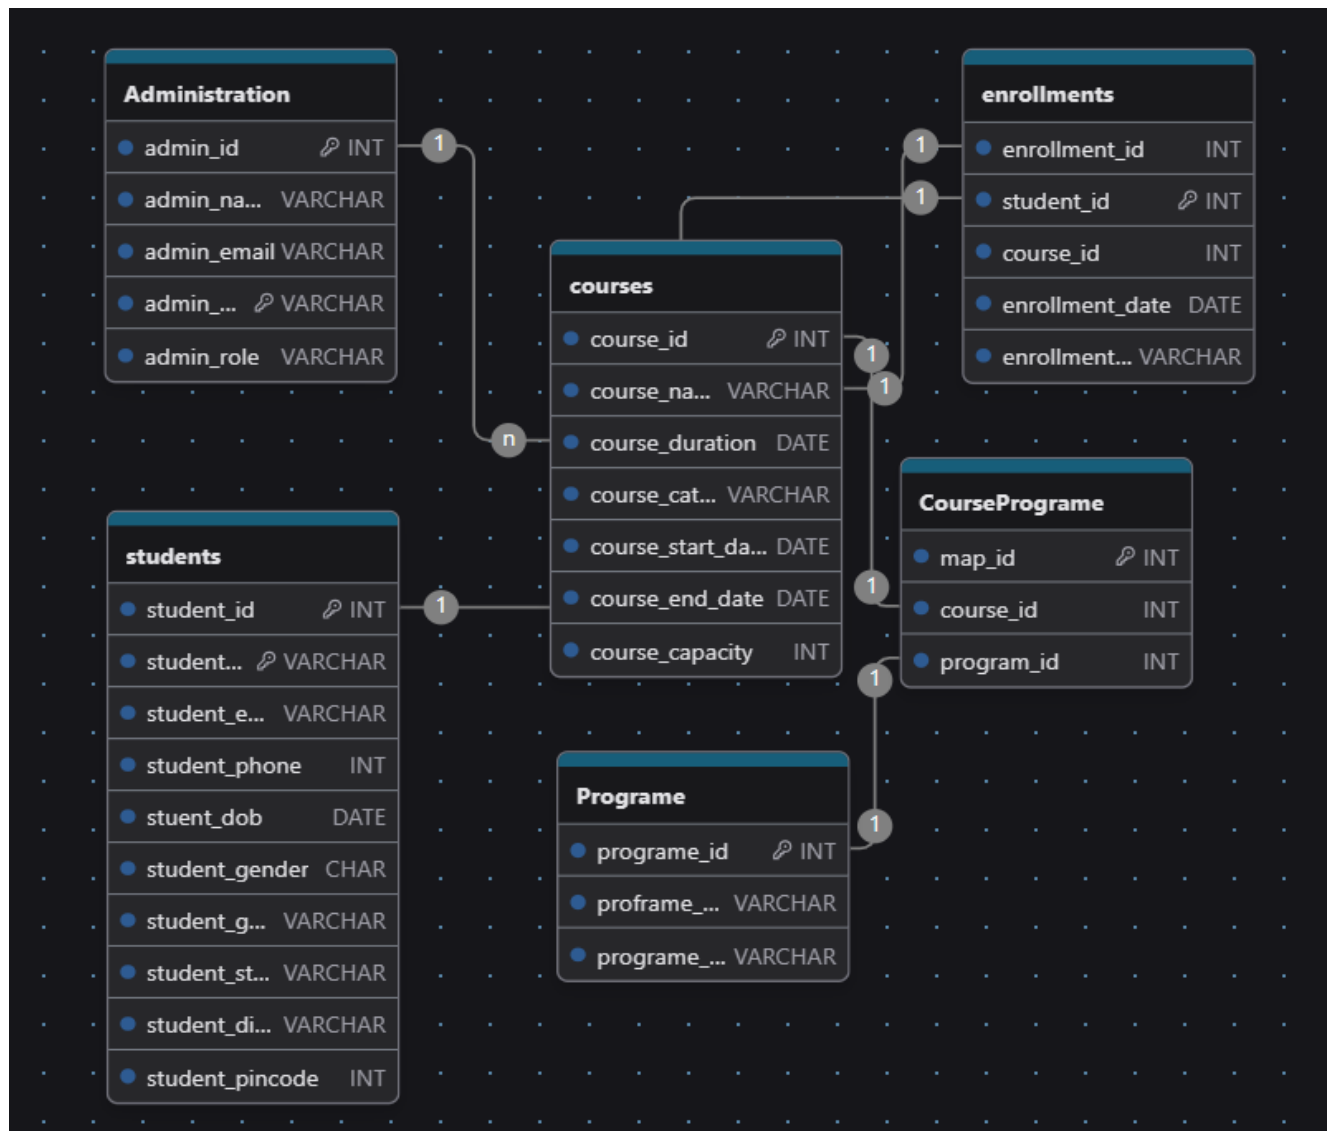 Administration
admin_id INT
admin_na... VARCHAR
admin_email VARCHAR
admin_... VARCHAR
admin_role VARCHAR
1
n
enrollments
enrollment_id INT
student_id INT
course_id INT
enrollment_date DATE
enrollment... VARCHAR
1
1
courses
course_id INT
course_na... VARCHAR
course_duration DATE
course_cat... VARCHAR
course_start_da... DATE
course_end_date DATE
course_capacity INT
1
1
CoursePrograme
map_id INT
course_id INT
program_id INT
1
1
students
student_id INT
student... VARCHAR
student_e... VARCHAR
student_phone INT
stuent_dob DATE
student_gender CHAR
student_g... VARCHAR
student_st... VARCHAR
student_di... VARCHAR
student_pincode INT
1
Programe
programe_id INT
proframe_... VARCHAR
programe_... VARCHAR
1